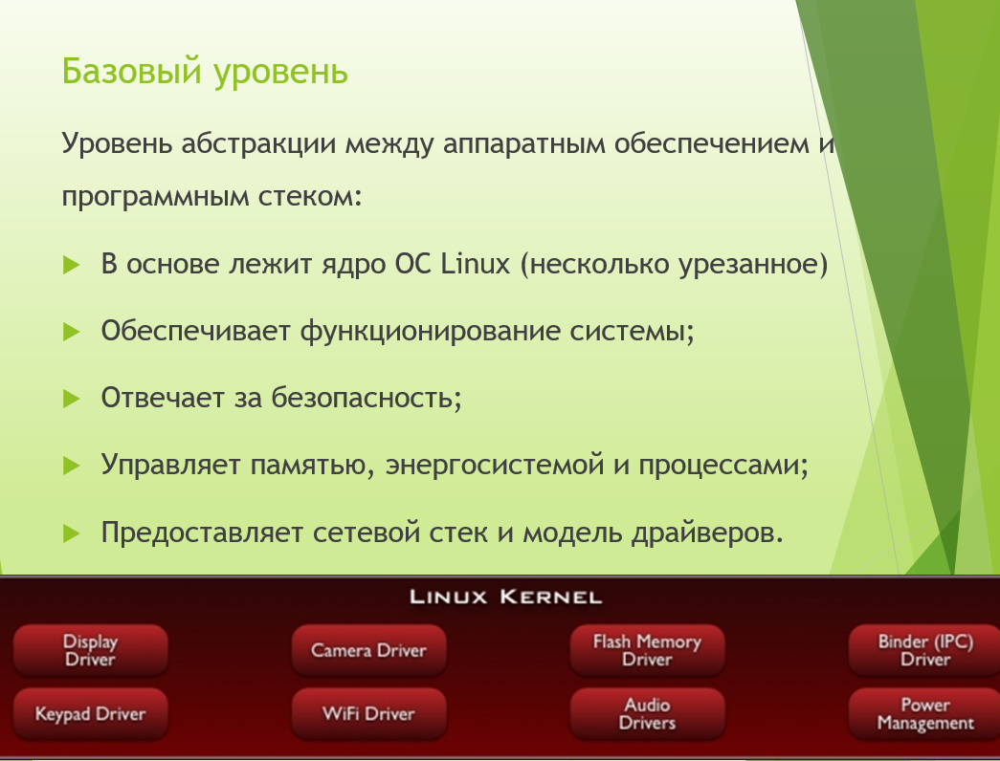 Базовый уровень
Уровень абстракции между аппаратным обеспечением и
программным стеком:
В основе лежит ядро ОС Linux (несколько урезанное)
Обеспечивает функционирование системы;
Отвечает за безопасность;
Управляет памятью, энергосистемой и процессами;
Предоставляет сетевой стек и модель драйверов.
LINUX KERNEL
Display
Driver
Camera Driver
Flash Memory
Driver
Binder (IPC)
Driver
Keypad Driver
WiFi Driver
Audio
Drivers
Power
Management